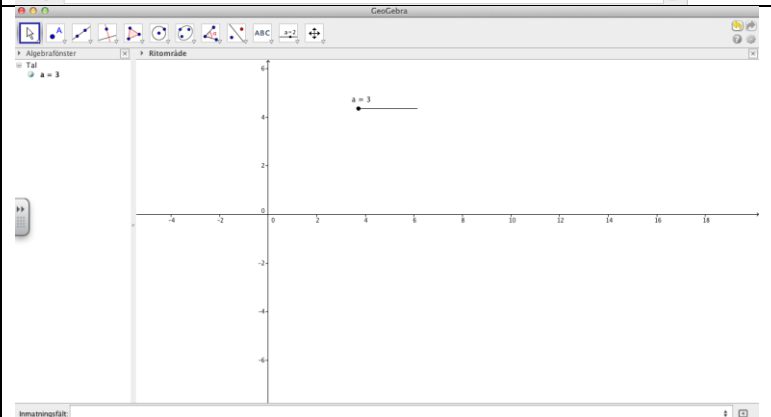 GeoGebra
ABC
a=2
Algebrafönster
Ritområde
Tal
a = 3
a = 3
6
4
2
0
-4
-2
0
2
4
6
8
10
12
14
16
18
-2
-4
-6
Inmatningsfält: